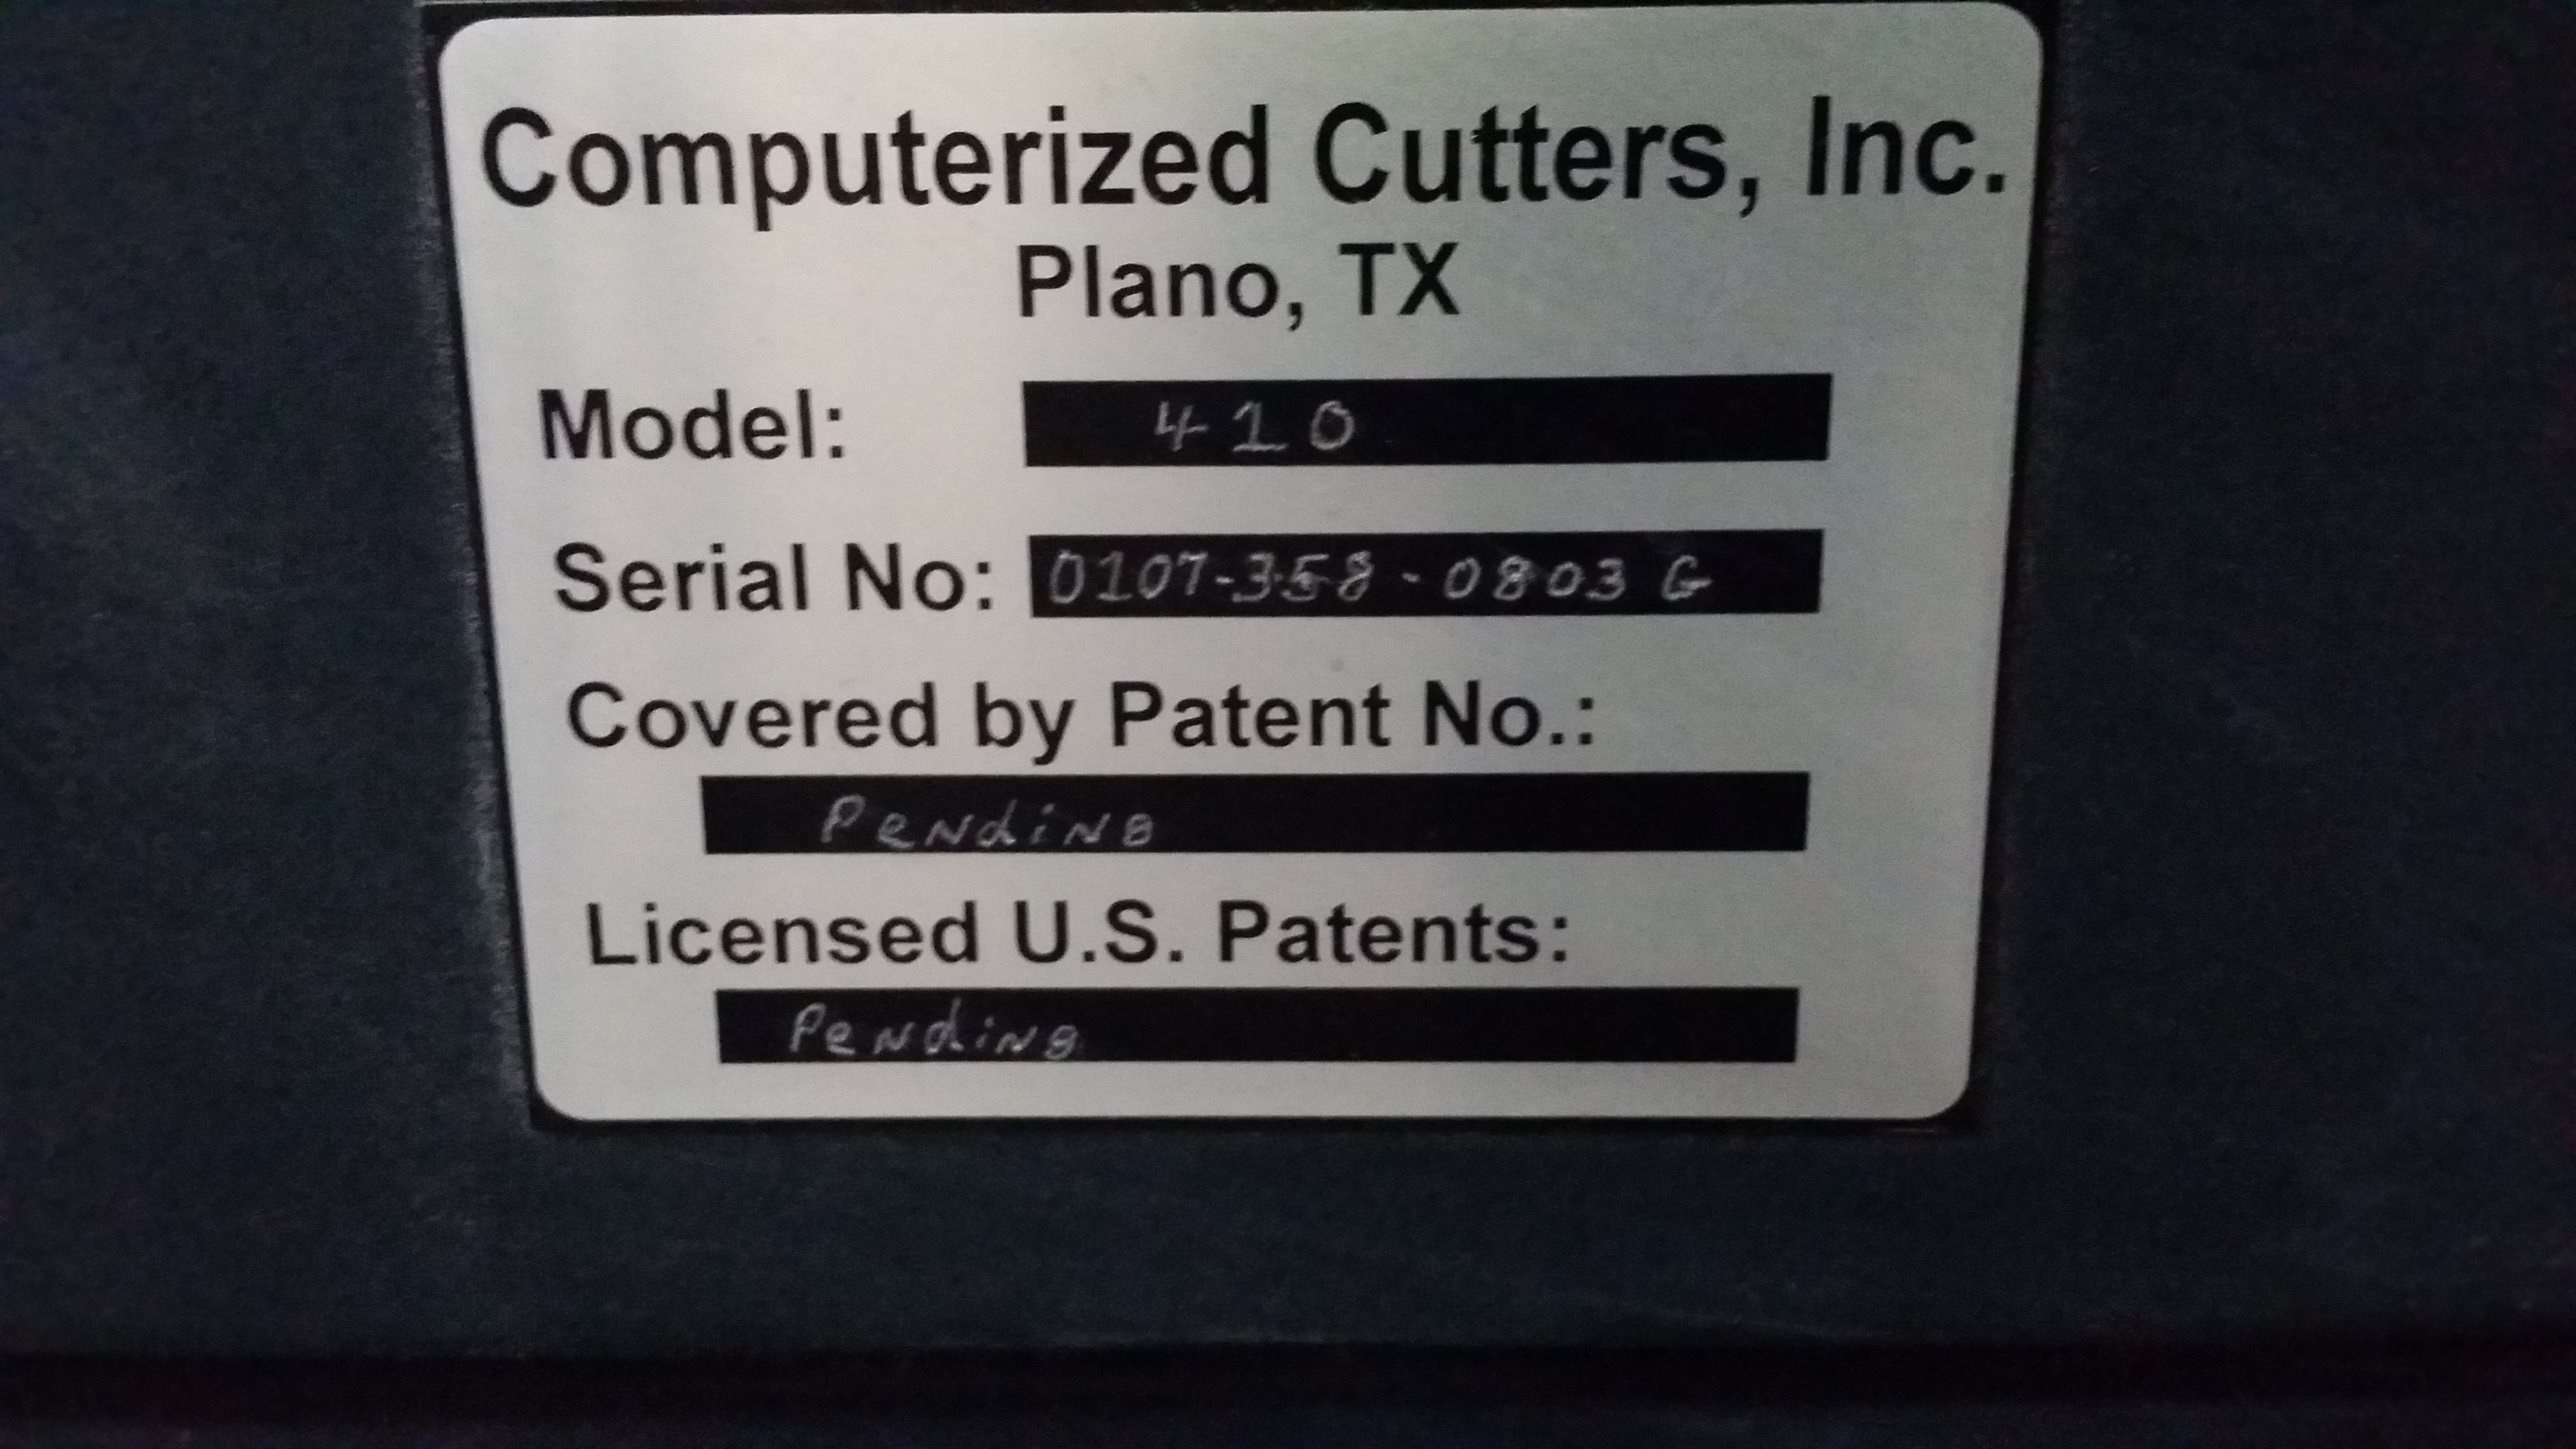 Computerized Cutters, Inc.
Plano, TX
Model: 410
Serial No: 0107-358-0803 G
Covered by Patent No.:
Pending
Licensed U.S. Patents:
Pending